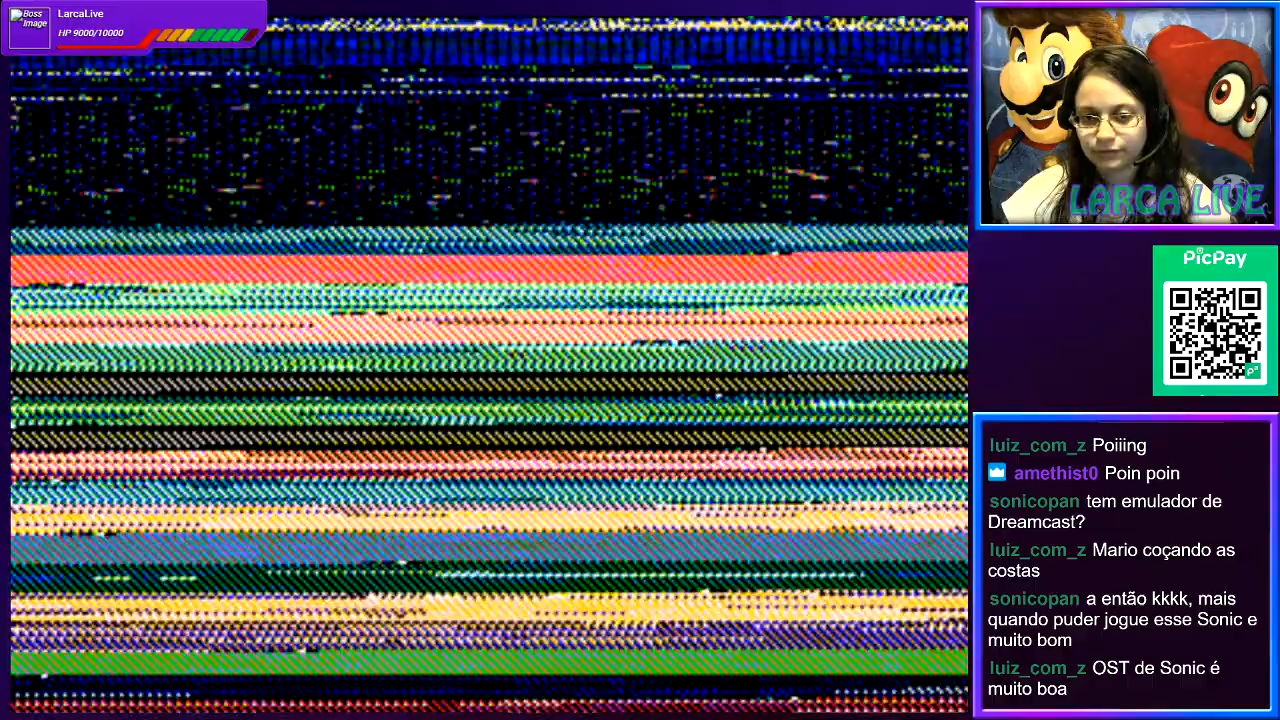 Boss
Image
LarcaLive
HP 9000/10000
LARCA LIVE
PicPay
luiz_com_z Poiiing
amethist0 Poin poin
sonicopan tem emulador de
Dreamcast?
luiz_com_z Mario coçando as
costas
sonicopan a então kkkk, mais
quando puder jogue esse Sonic e
muito bom
luiz_com_z OST de Sonic é
muito boa